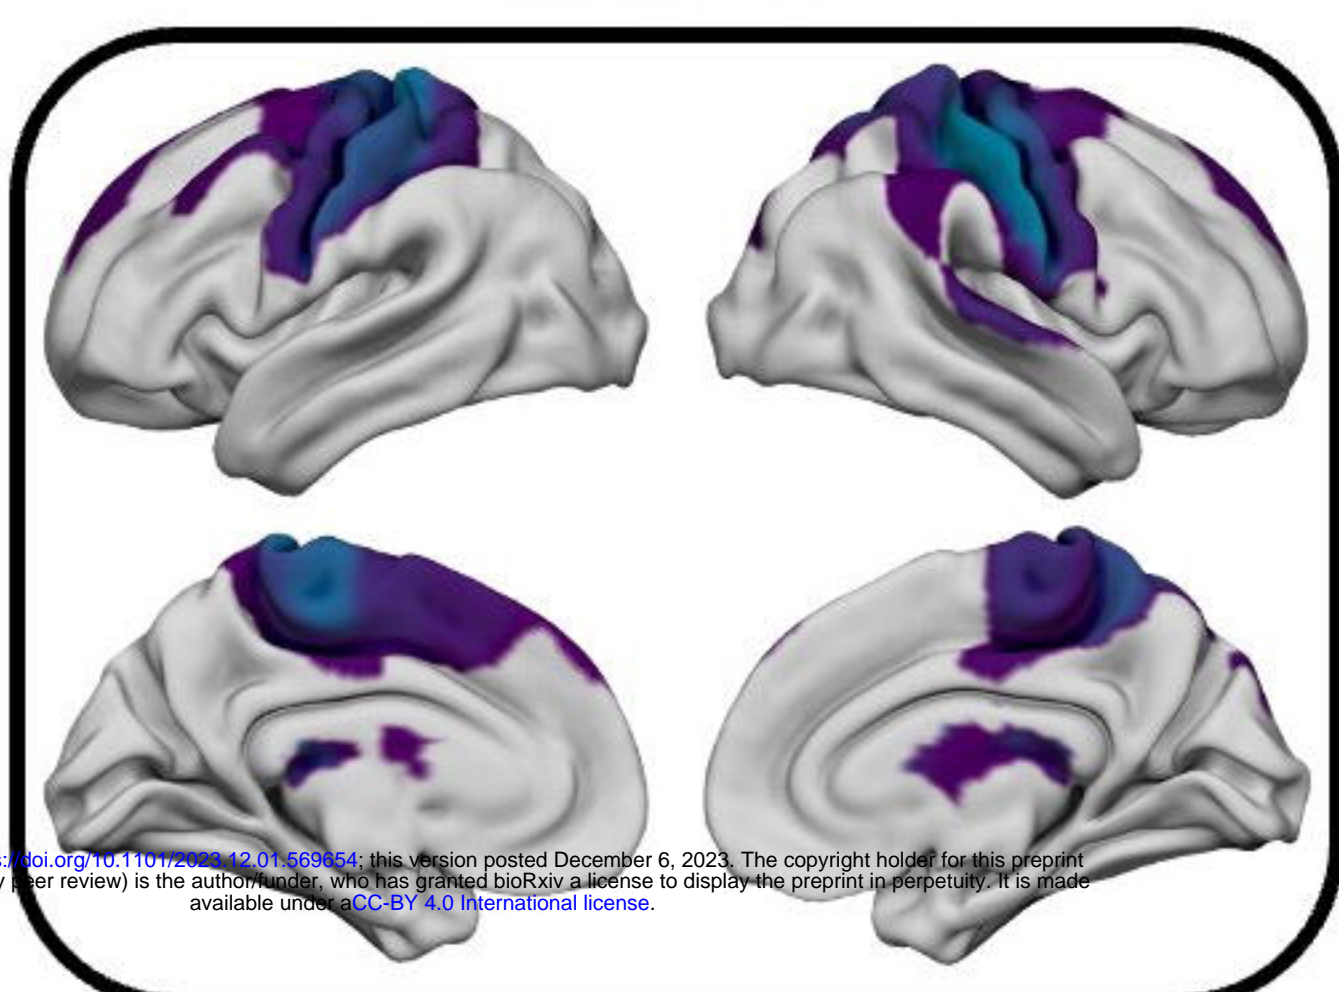 s://doi.org/10.1101/2023.12.01.569654; this version posted December 6, 2023. The copyright holder for this preprint
y peer review) is the author/funder, who has granted bioRxiv a license to display the preprint in perpetuity. It is made
available under aCC-BY 4.0 International license.